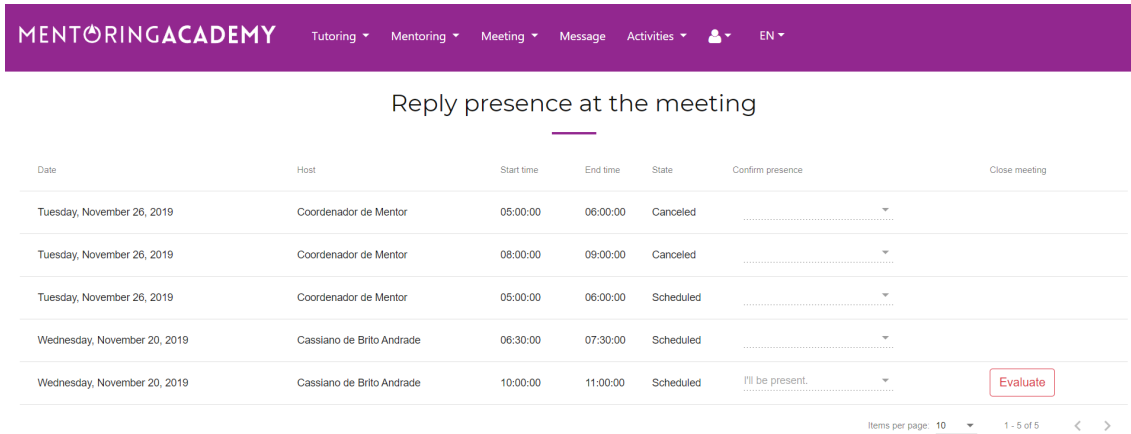 MENTORINGACADEMY Tutoring Mentoring Meeting Message Activities EN
Reply presence at the meeting
Date Host Start time End time State Confirm presence Close meeting
Tuesday, November 26, 2019 Coordenador de Mentor 05:00:00 06:00:00 Canceled
Tuesday, November 26, 2019 Coordenador de Mentor 08:00:00 09:00:00 Canceled
Tuesday, November 26, 2019 Coordenador de Mentor 05:00:00 06:00:00 Scheduled
Wednesday, November 20, 2019 Cassiano de Brito Andrade 06:30:00 07:30:00 Scheduled
Wednesday, November 20, 2019 Cassiano de Brito Andrade 10:00:00 11:00:00 Scheduled I'll be present. Evaluate
Items per page: 10 1 - 5 of 5